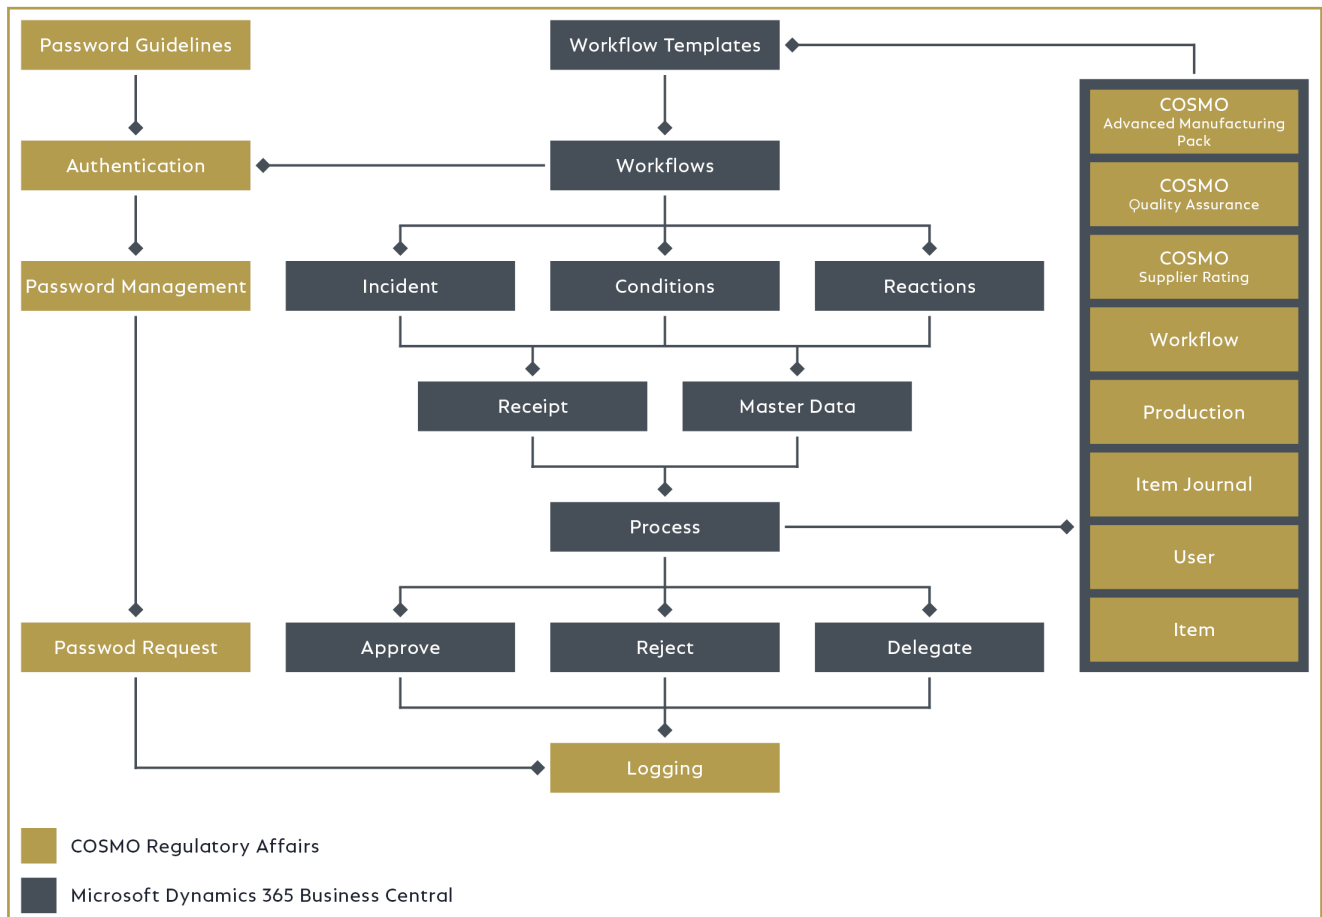 Password Guidelines
Workflow Templates
COSMO
Advanced Manufacturing
Pack
Authentication
Workflows
COSMO
Quality Assurance
COSMO
Supplier Rating
Password Management
Incident
Conditions
Reactions
Workflow
Receipt
Master Data
Production
Item Journal
Process
User
Item
Passwod Request
Approve
Reject
Delegate
Logging
COSMO Regulatory Affairs
Microsoft Dynamics 365 Business Central